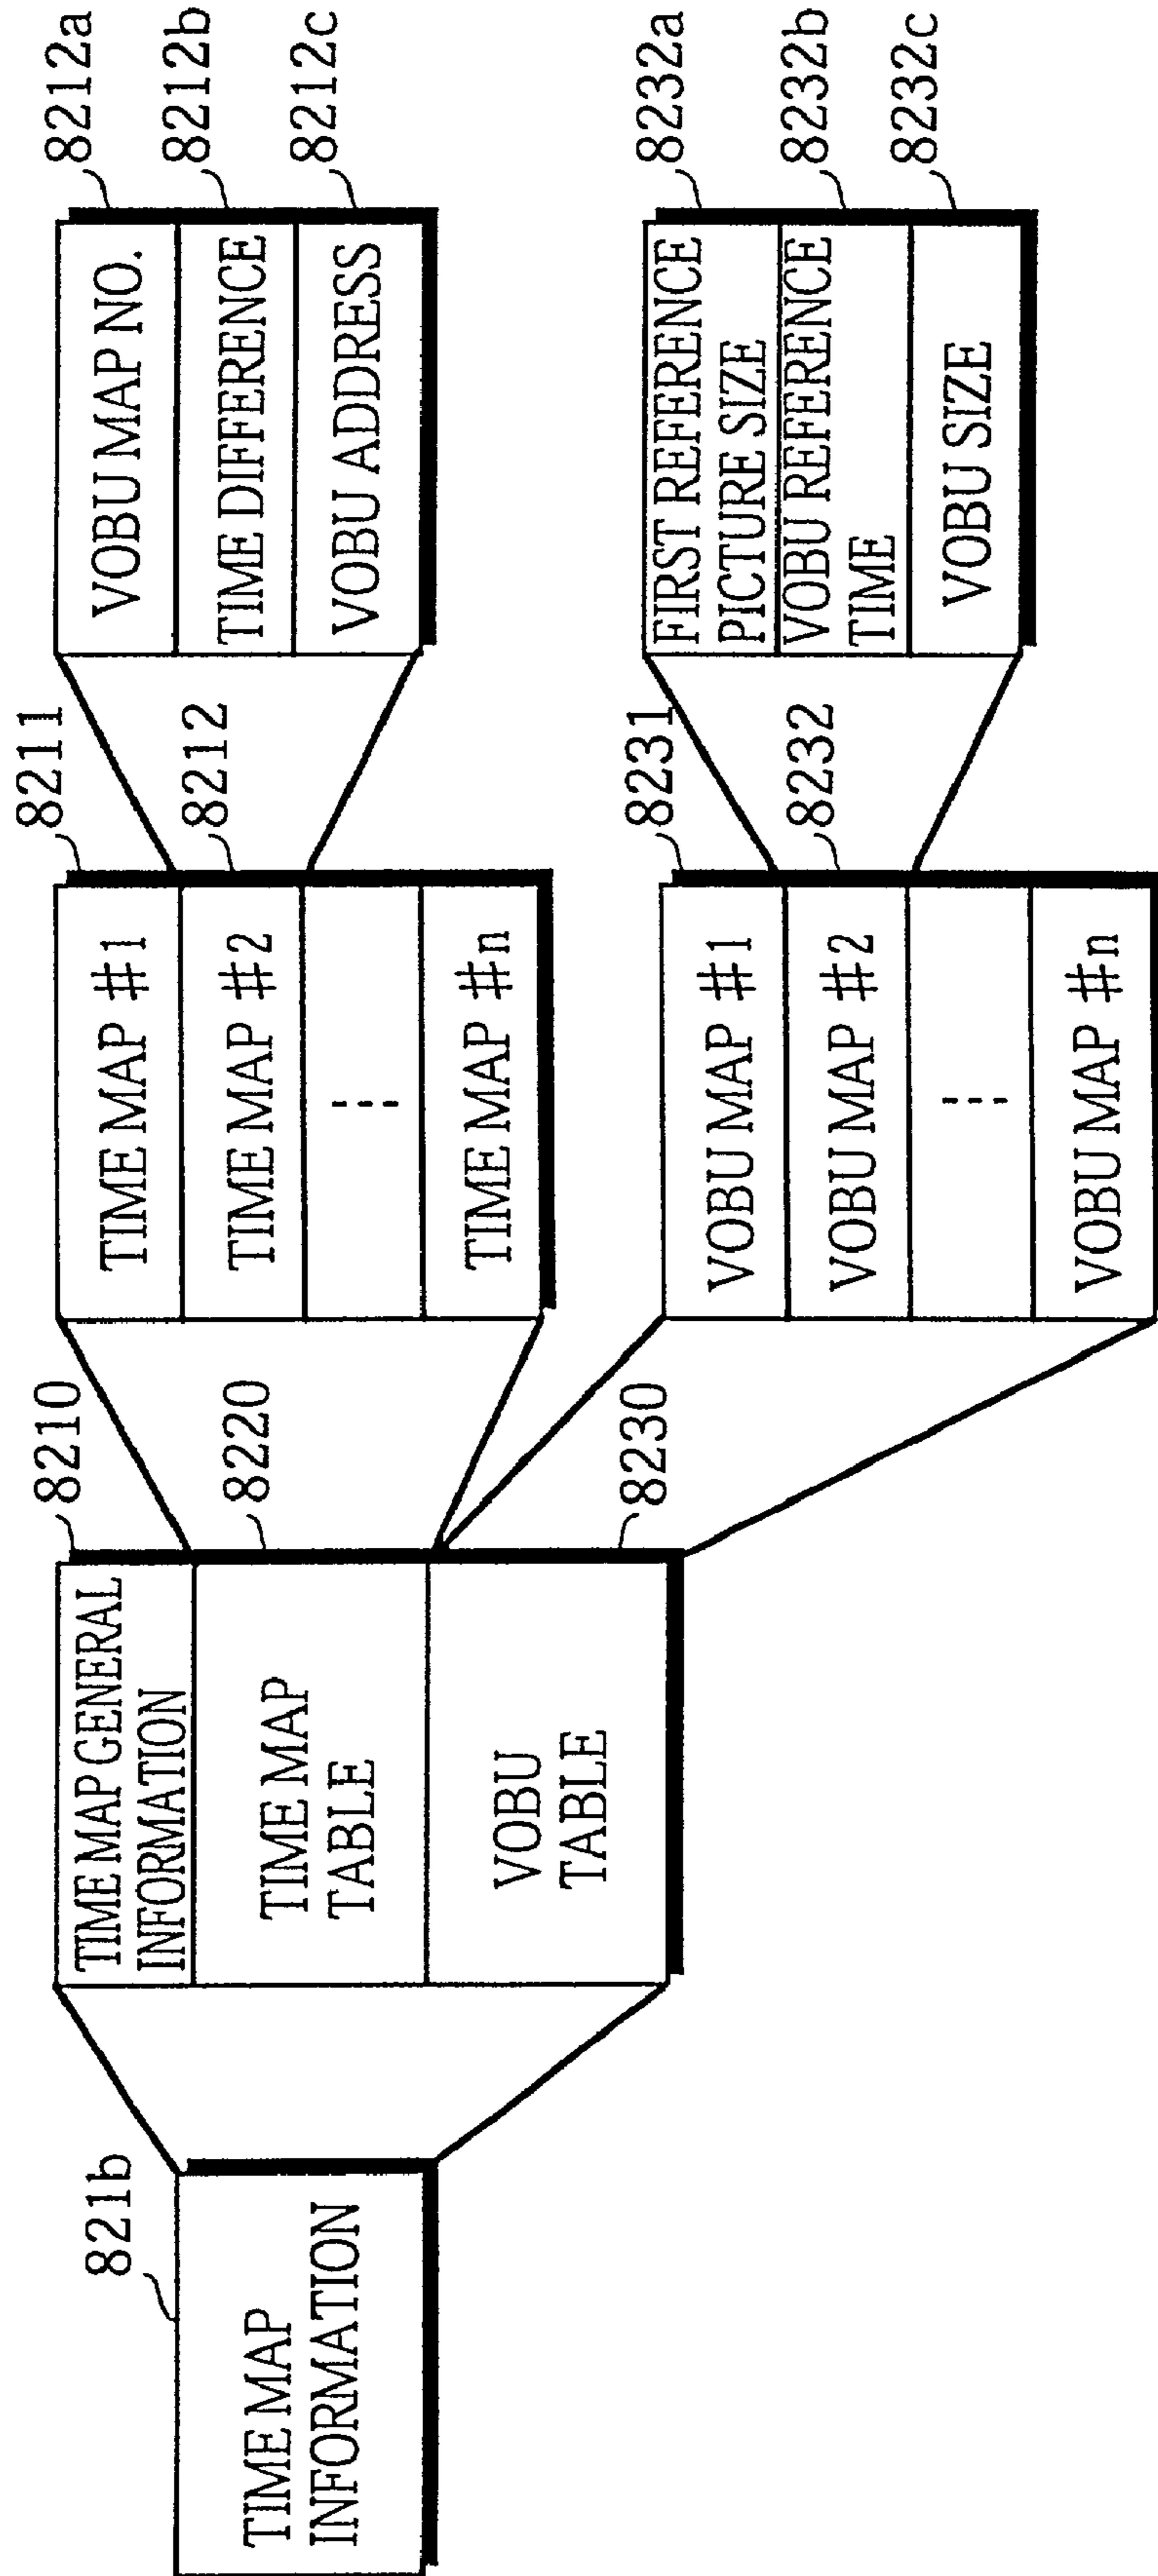 821b
TIME MAP
INFORMATION
8210
TIME MAP GENERAL
INFORMATION
8220
TIME MAP
TABLE
8230
VOBU
TABLE
8211
TIME MAP #1
8212
TIME MAP #2
⋮
TIME MAP #n
8231
VOBU MAP #1
8232
VOBU MAP #2
⋮
VOBU MAP #n
8212a
VOBU MAP NO.
8212b
TIME DIFFERENCE
8212c
VOBU ADDRESS
8232a
FIRST REFERENCE
PICTURE SIZE
8232b
VOBU REFERENCE
TIME
8232c
VOBU SIZE